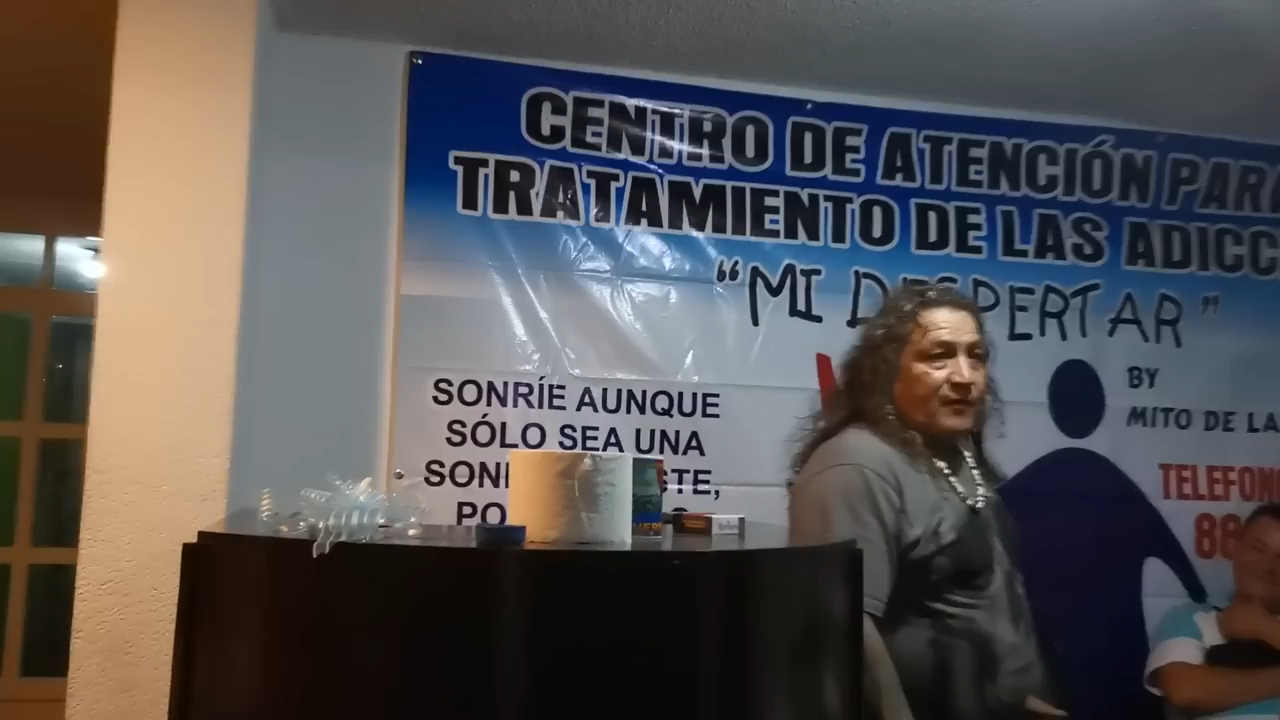 CENTRO DE ATENCIÓN PARA
TRATAMIENTO DE LAS ADICC
"MI DESPERTAR"
BY
MITO DE LA
SONRÍE AUNQUE
SÓLO SEA UNA
SON TE,
PO
TELEFON
88